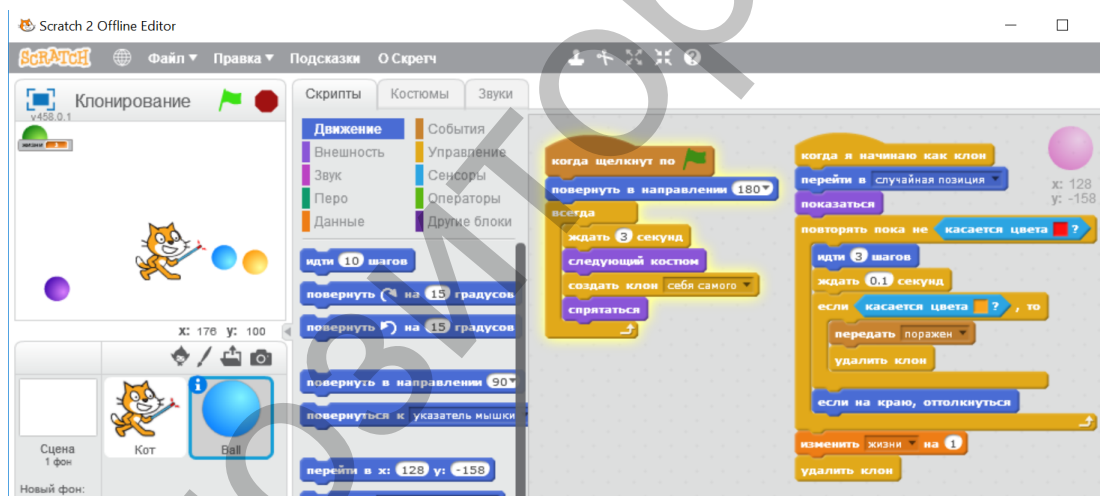 Scratch 2 Offline Editor
SCRATCH Файл Правка Подсказки О Скретч
Клонирование
v458.0.1
жизни
x: 176 y: 100
Сцена
1 фон
Кот
Ball
Новый фон:
Скрипты Костюмы Звуки
Движение События
Внешность Управление
Звук Сенсоры
Перо Операторы
Данные Другие блоки
идти 10 шагов
повернуть на 15 градусов
повернуть на 15 градусов
повернуть в направлении 90
повернуться к указатель мышки
перейти в x: 128 y: -158
когда щелкнут по
повернуть в направлении 180
всегда
ждать 3 секунд
следующий костюм
создать клон себя самого
спрятаться
когда я начинаю как клон
перейти в случайная позиция
показаться
повторять пока не касается цвета ?
идти 3 шагов
ждать 0.1 секунд
если касается цвета ? , то
передать поражен
удалить клон
если на краю, оттолкнуться
изменить жизни на 1
удалить клон
x: 128
y: -158